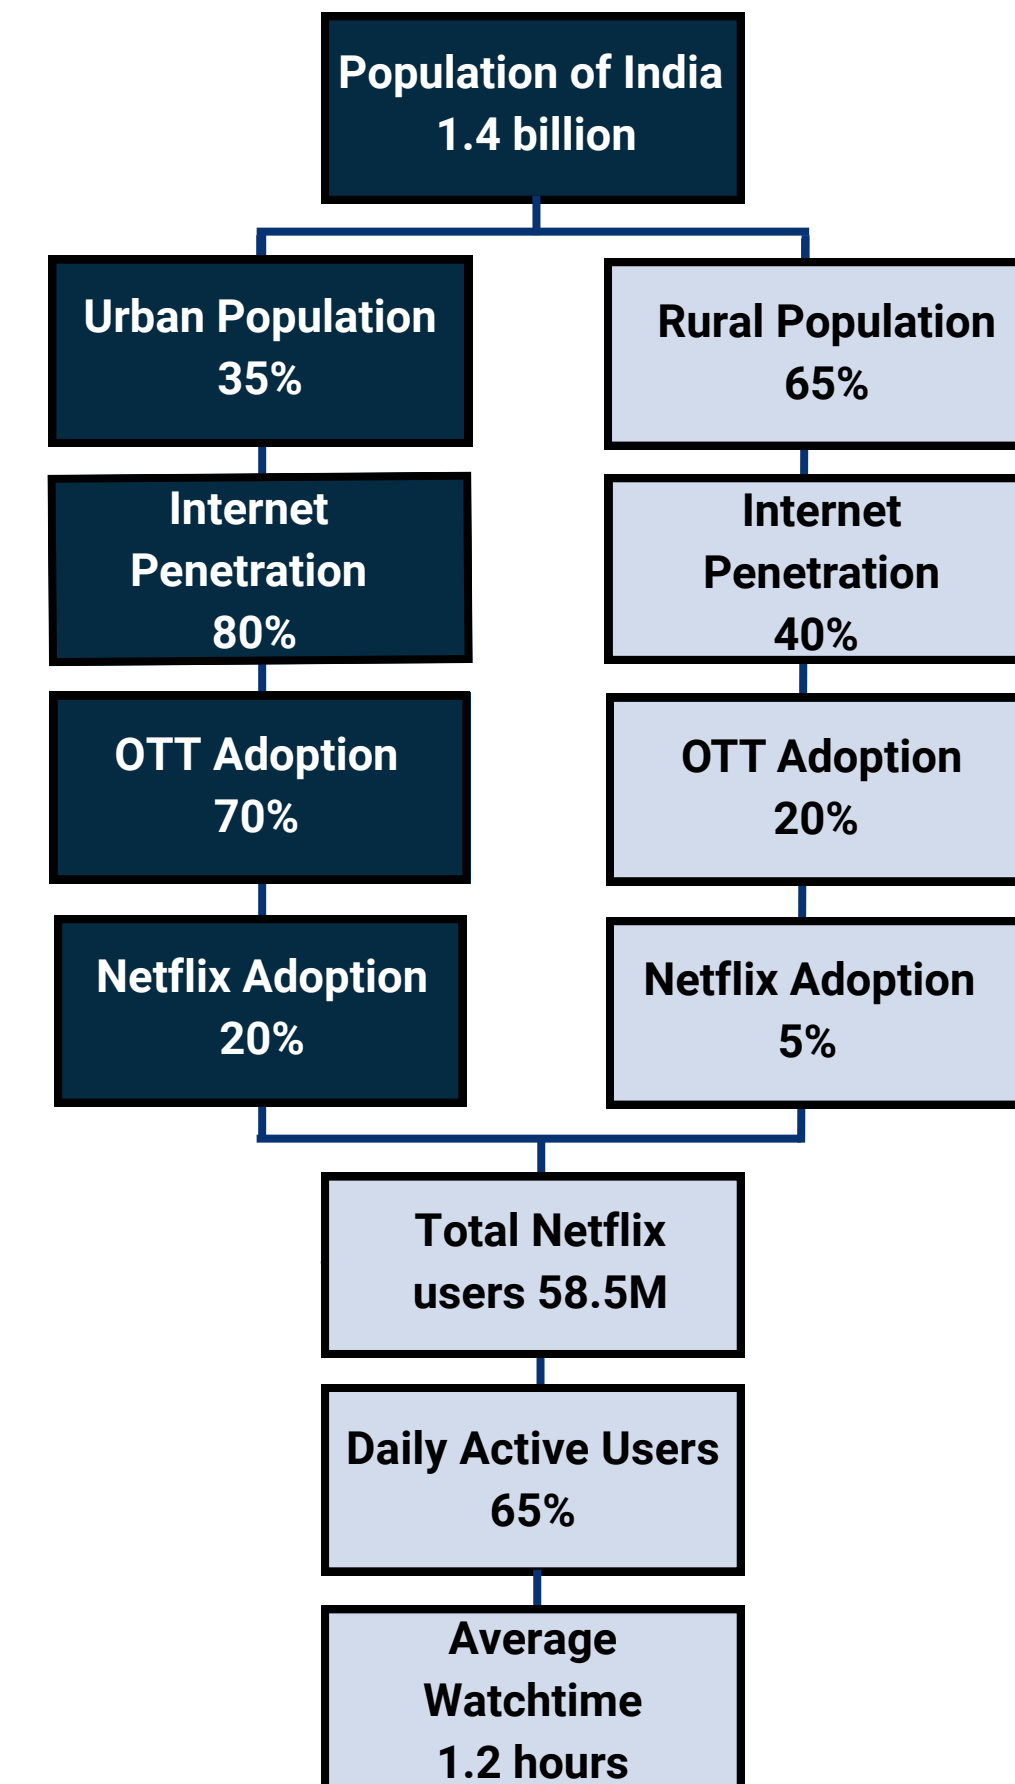 Population of India
1.4 billion
Urban Population
35%
Rural Population
65%
Internet
Penetration
80%
Internet
Penetration
40%
OTT Adoption
70%
OTT Adoption
20%
Netflix Adoption
20%
Netflix Adoption
5%
Total Netflix
users 58.5M
Daily Active Users
65%
Average
Watchtime
1.2 hours